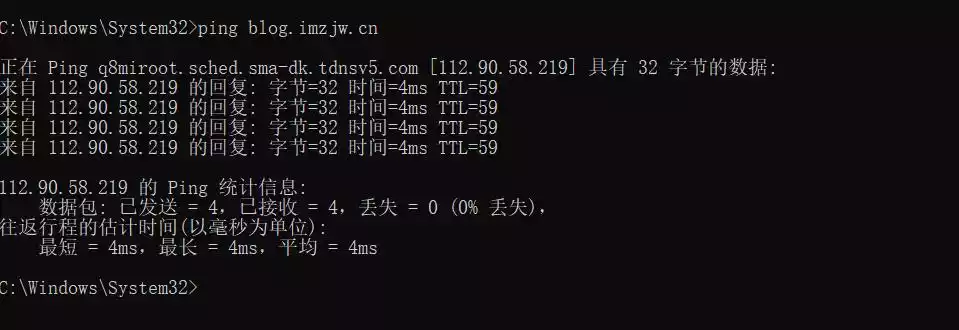 C:\Windows\System32>ping blog.imzjw.cn
正在 Ping q8miroot.sched.sma-dk.tdnsv5.com [112.90.58.219] 具有 32 字节的数据:
来自 112.90.58.219 的回复: 字节=32 时间=4ms TTL=59
来自 112.90.58.219 的回复: 字节=32 时间=4ms TTL=59
来自 112.90.58.219 的回复: 字节=32 时间=4ms TTL=59
来自 112.90.58.219 的回复: 字节=32 时间=4ms TTL=59
112.90.58.219 的 Ping 统计信息:
数据包: 已发送 = 4，已接收 = 4，丢失 = 0 (0% 丢失)，
往返行程的估计时间(以毫秒为单位):
最短 = 4ms，最长 = 4ms，平均 = 4ms
C:\Windows\System32>